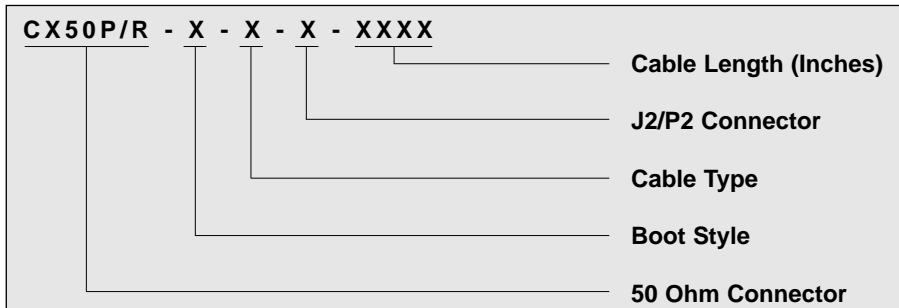 CX50P/R - X - X - X - XXXX
Cable Length (Inches)
J2/P2 Connector
Cable Type
Boot Style
50 Ohm Connector